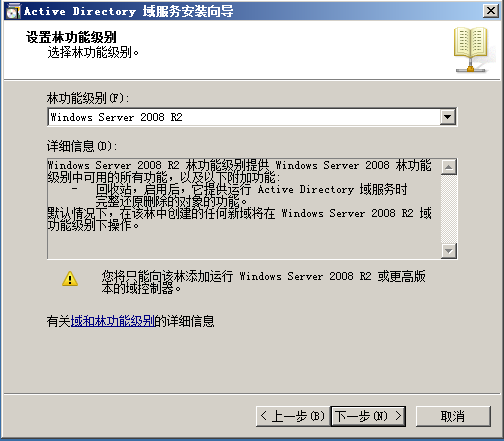 Active Directory 域服务安装向导
设置林功能级别
选择林功能级别。
林功能级别(F):
Windows Server 2008 R2
详细信息(D):
Windows Server 2008 R2 林功能级别提供 Windows Server 2008 林功能
级别中可用的所有功能，以及以下附加功能:
- 回收站，启用后，它提供运行 Active Directory 域服务时
完整还原删除的对象的功能。
默认情况下，在该林中创建的任何新域将在 Windows Server 2008 R2 域
功能级别下操作。
您将只能向该林添加运行 Windows Server 2008 R2 或更高版
本的域控制器。
有关域和林功能级别的详细信息
< 上一步(B) 下一步(N) > 取消